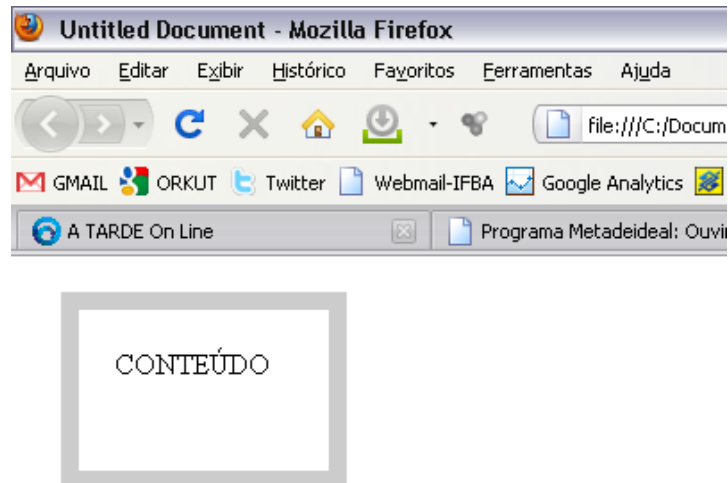 Untitled Document - Mozilla Firefox
Arquivo Editar Exibir Histórico Favoritos Ferramentas Ajuda
file:///C:/Docum
GMAIL ORKUT Twitter Webmail-IFBA Google Analytics
A TARDE On Line Programa Metadeideal: Ouvi
CONTEÚDO